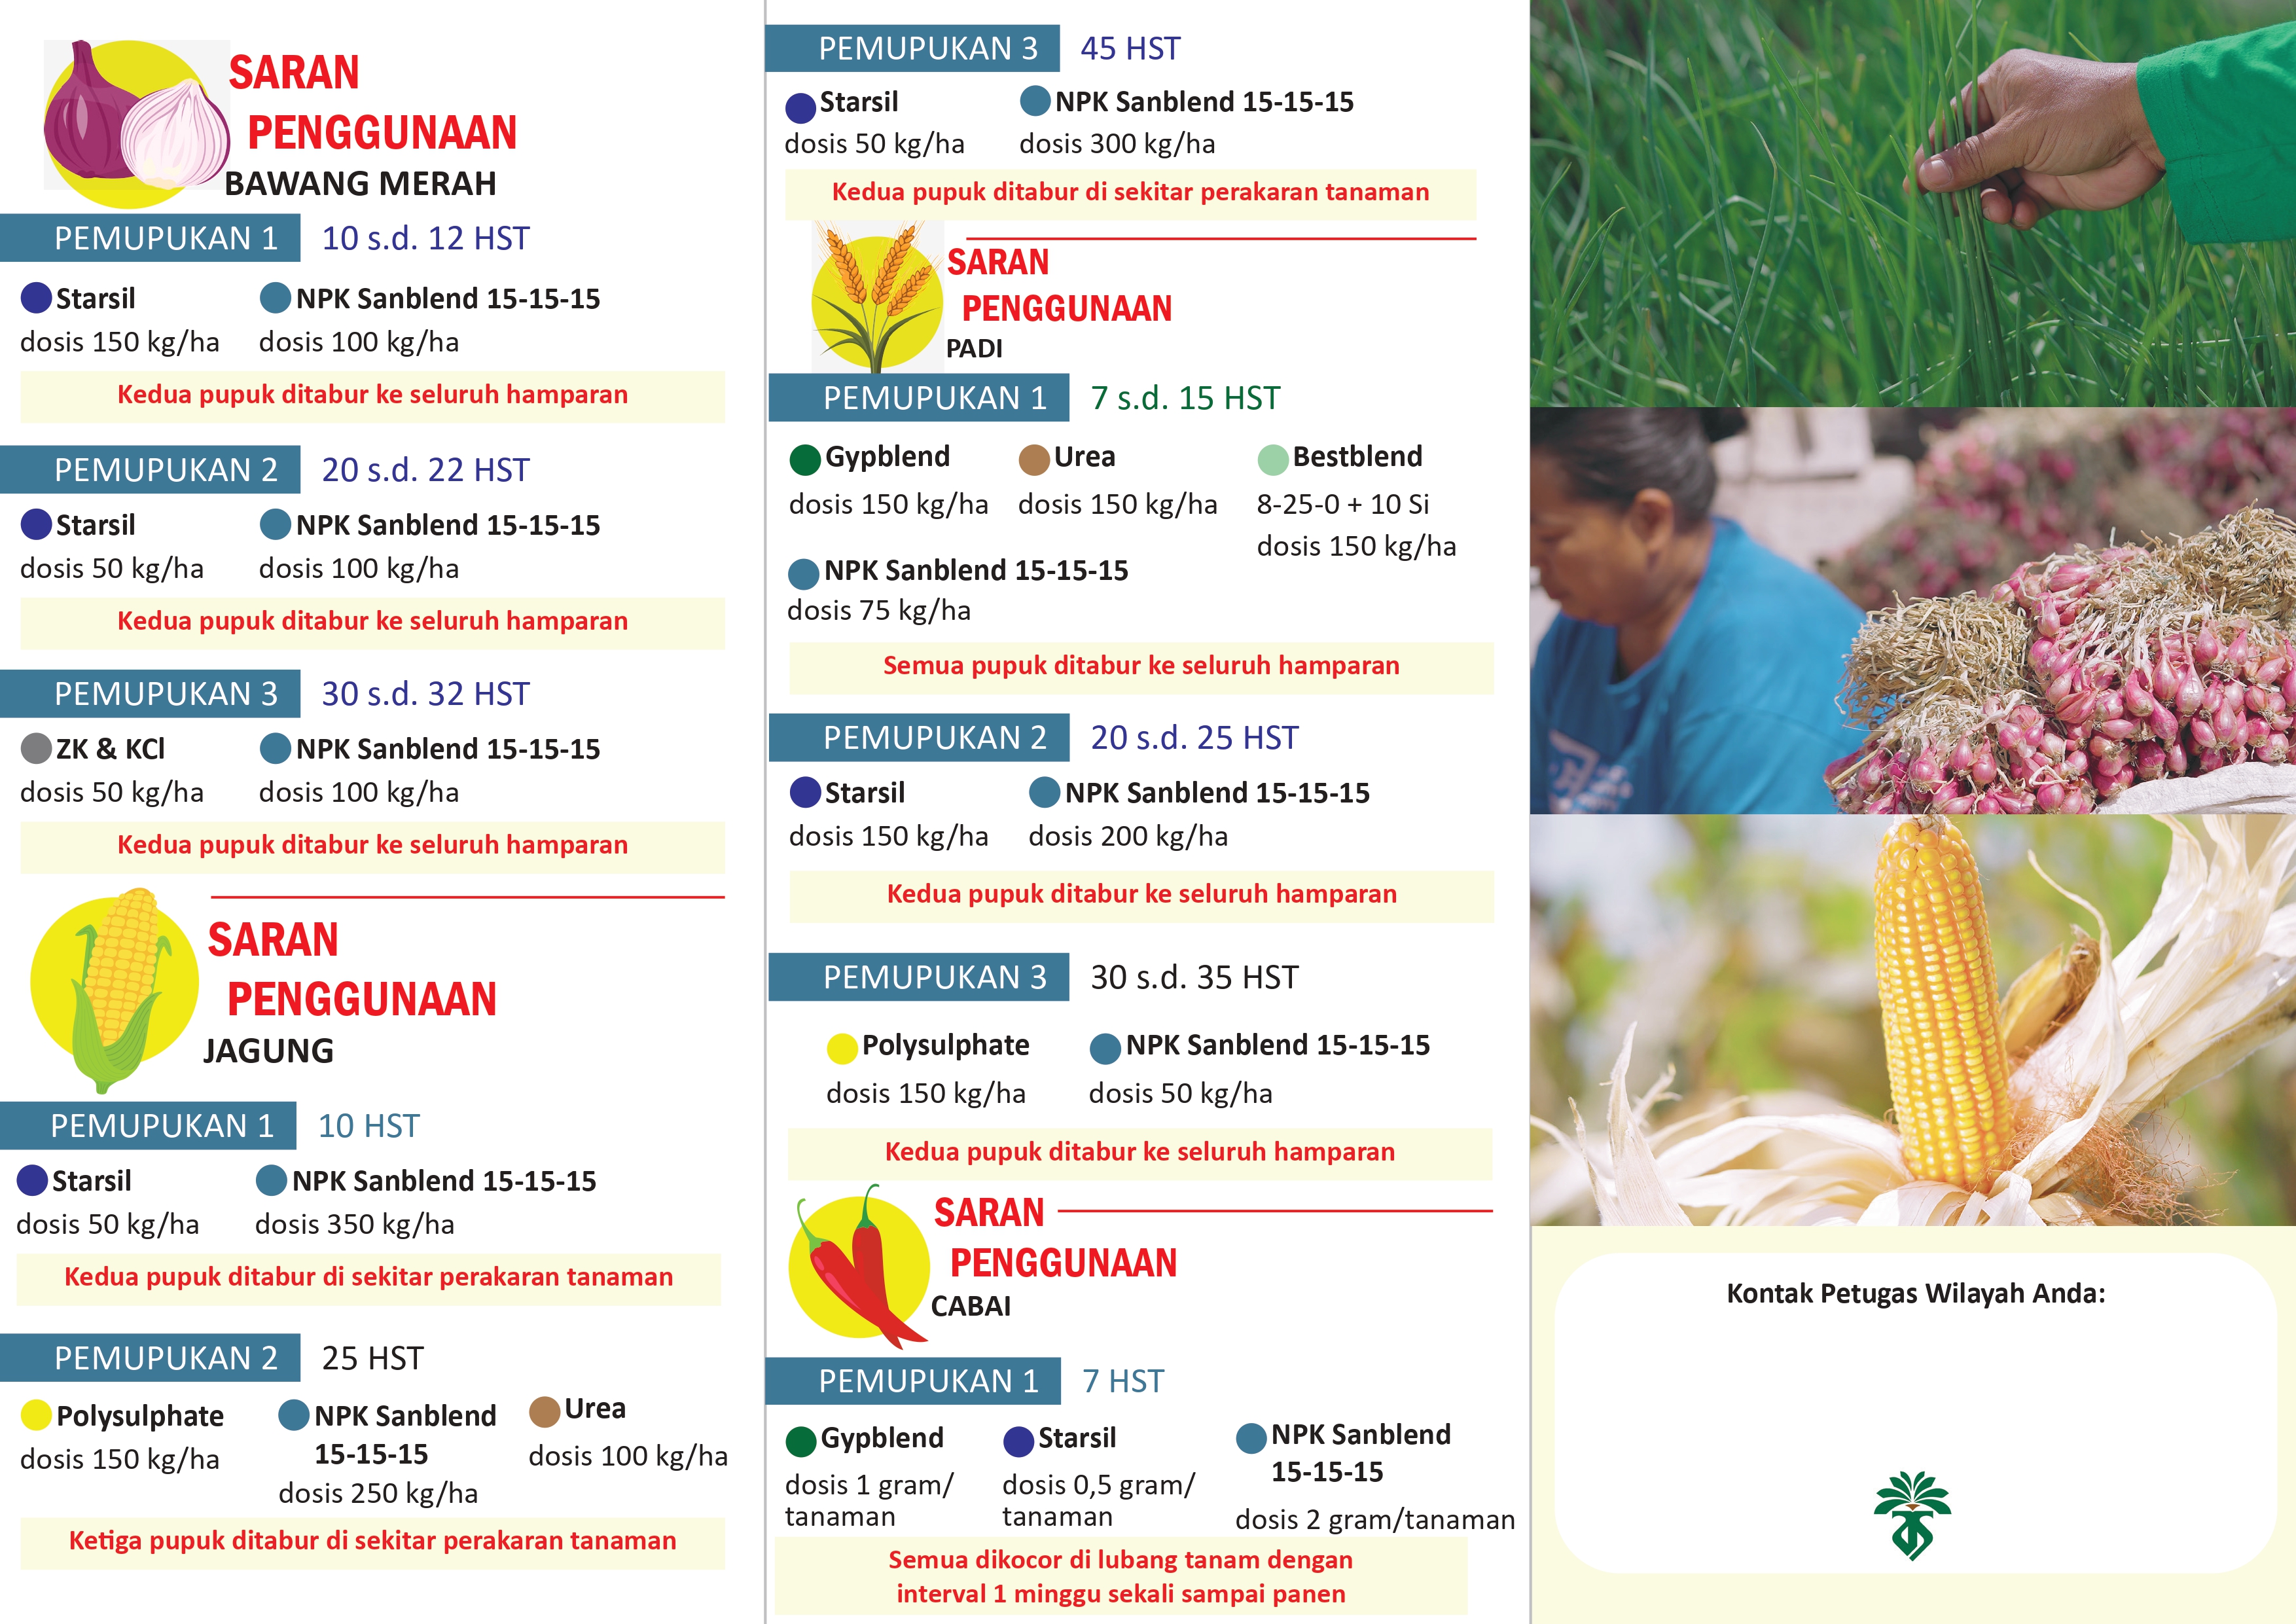 SARAN
PENGGUNAAN
BAWANG MERAH
PEMUPUKAN 1 10 s.d. 12 HST
Starsil NPK Sanblend 15-15-15
dosis 150 kg/ha dosis 100 kg/ha
Kedua pupuk ditabur ke seluruh hamparan
PEMUPUKAN 2 20 s.d. 22 HST
Starsil NPK Sanblend 15-15-15
dosis 50 kg/ha dosis 100 kg/ha
Kedua pupuk ditabur ke seluruh hamparan
PEMUPUKAN 3 30 s.d. 32 HST
ZK & KCl NPK Sanblend 15-15-15
dosis 50 kg/ha dosis 100 kg/ha
Kedua pupuk ditabur ke seluruh hamparan
SARAN
PENGGUNAAN
JAGUNG
PEMUPUKAN 1 10 HST
Starsil NPK Sanblend 15-15-15
dosis 50 kg/ha dosis 350 kg/ha
Kedua pupuk ditabur di sekitar perakaran tanaman
PEMUPUKAN 2 25 HST
Polysulphate
dosis 150 kg/ha
NPK Sanblend
15-15-15
dosis 250 kg/ha
Urea
dosis 100 kg/ha
Ketiga pupuk ditabur di sekitar perakaran tanaman
PEMUPUKAN 3 45 HST
Starsil NPK Sanblend 15-15-15
dosis 50 kg/ha dosis 300 kg/ha
Kedua pupuk ditabur di sekitar perakaran tanaman
SARAN
PENGGUNAAN
PADI
PEMUPUKAN 1 7 s.d. 15 HST
Gypblend
dosis 150 kg/ha
Urea
dosis 150 kg/ha
Bestblend
8-25-0 + 10 Si
dosis 150 kg/ha
NPK Sanblend 15-15-15
dosis 75 kg/ha
Semua pupuk ditabur ke seluruh hamparan
PEMUPUKAN 2 20 s.d. 25 HST
Starsil NPK Sanblend 15-15-15
dosis 150 kg/ha dosis 200 kg/ha
Kedua pupuk ditabur ke seluruh hamparan
PEMUPUKAN 3 30 s.d. 35 HST
Polysulphate NPK Sanblend 15-15-15
dosis 150 kg/ha dosis 50 kg/ha
Kedua pupuk ditabur ke seluruh hamparan
SARAN
PENGGUNAAN
CABAI
PEMUPUKAN 1 7 HST
Gypblend
dosis 1 gram/
tanaman
Starsil
dosis 0,5 gram/
tanaman
NPK Sanblend
15-15-15
dosis 2 gram/tanaman
Semua dikocor di lubang tanam dengan
interval 1 minggu sekali sampai panen
Kontak Petugas Wilayah Anda: